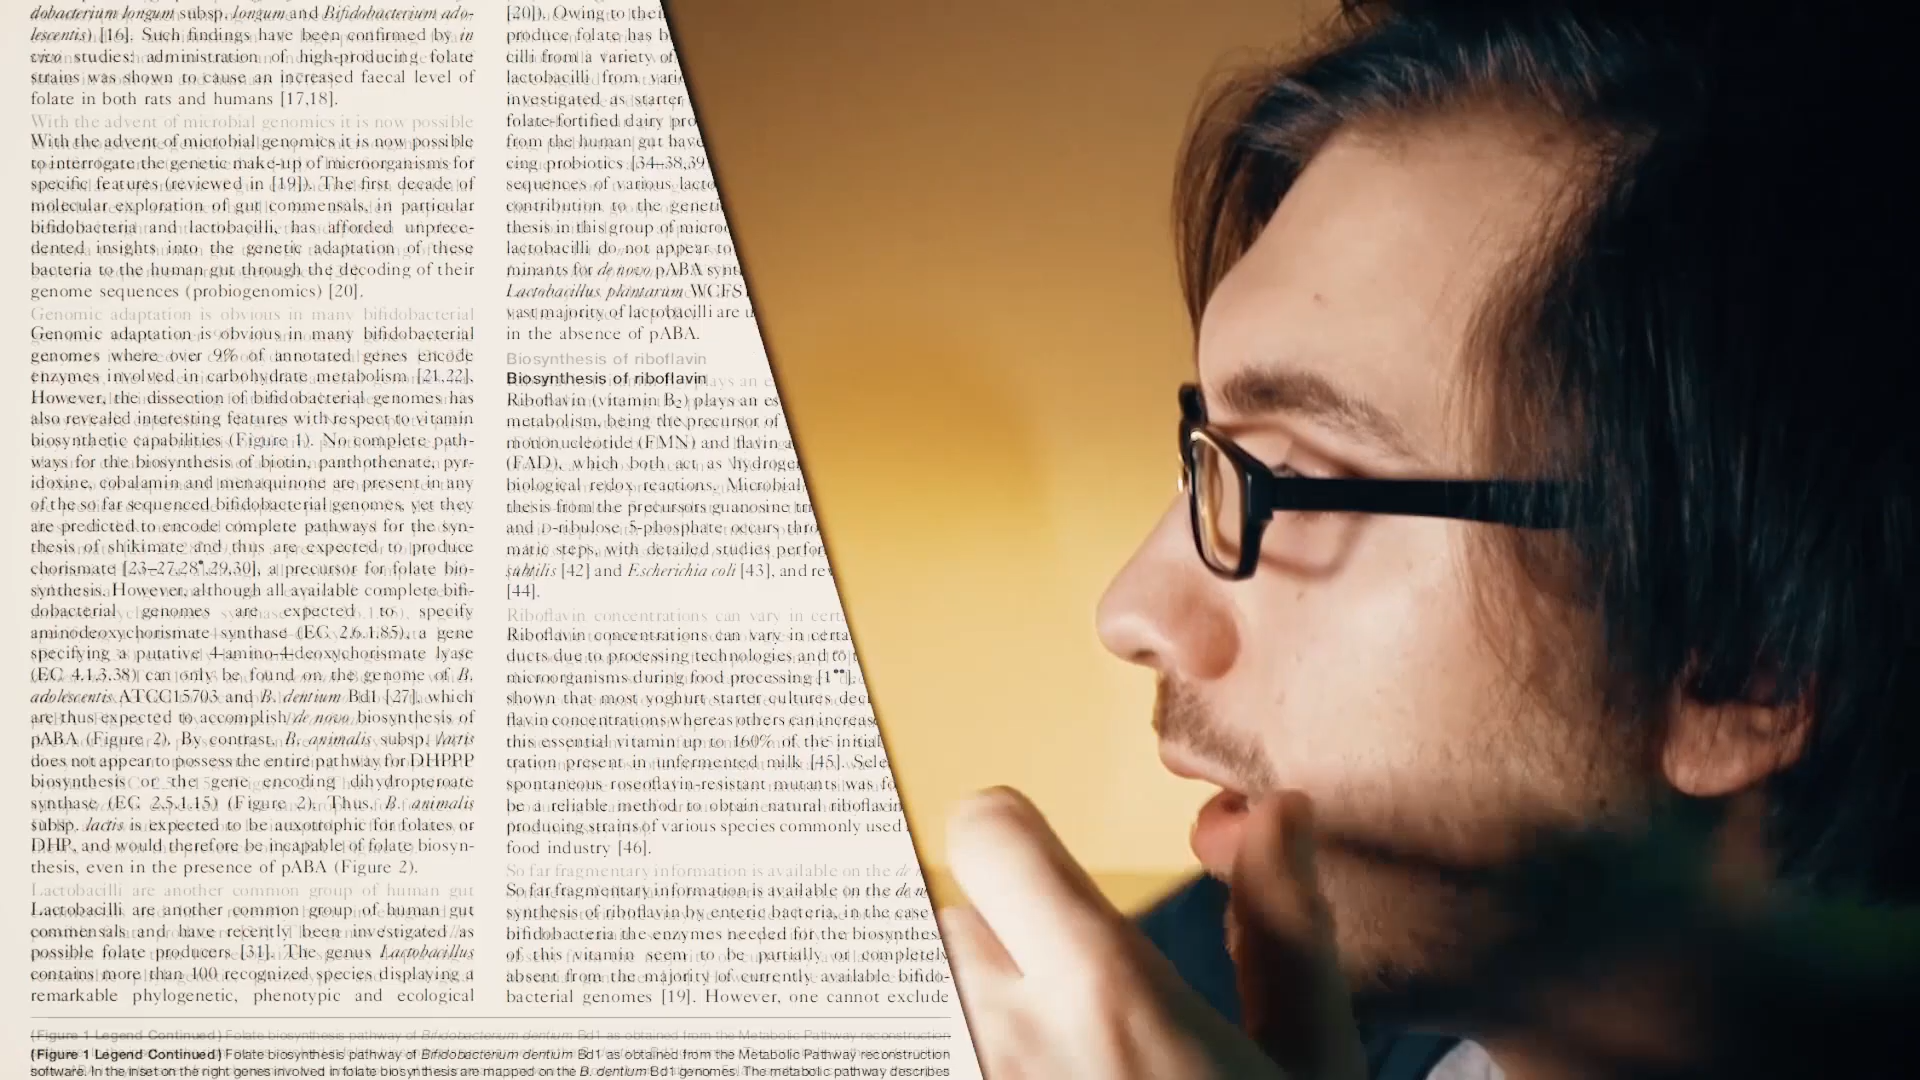 dobacterium longum subsp. longum and Bifidobacterium ado-
lescentis) [16]. Such findings have been confirmed by in
vivo studies: administration of high-producing folate
strains was shown to cause an increased faecal level of
folate in both rats and humans [17,18].
With the advent of microbial genomics it is now possible
to interrogate the genetic make-up of microorganisms for
specific features (reviewed in [19]). The first decade of
molecular exploration of gut commensals, in particular
bifidobacteria and lactobacilli, has afforded unprece-
dented insights into the genetic adaptation of these
bacteria to the human gut through the decoding of their
genome sequences (probiogenomics) [20].
Genomic adaptation is obvious in many bifidobacterial
genomes where over 9% of annotated genes encode
enzymes involved in carbohydrate metabolism [21,22].
However, the dissection of bifidobacterial genomes has
also revealed interesting features with respect to vitamin
biosynthetic capabilities (Figure 1). No complete path-
ways for the biosynthesis of biotin, panthothenate, pyr-
idoxine, cobalamin and menaquinone are present in any
of the so far sequenced bifidobacterial genomes, yet they
are predicted to encode complete pathways for the syn-
thesis of shikimate and thus are expected to produce
chorismate [23–27,28•,29,30], a precursor for folate bio-
synthesis. However, although all available complete bifi-
dobacterial genomes are expected to specify
aminodeoxychorismate synthase (EC 2.6.1.85), a gene
specifying a putative 4-amino-4-deoxychorismate lyase
(EC 4.1.3.38) can only be found on the genome of B.
adolescentis ATCC15703 and B. dentium Bd1 [27], which
are thus expected to accomplish de novo biosynthesis of
pABA (Figure 2). By contrast, B. animalis subsp. lactis
does not appear to possess the entire pathway for DHPPP
biosynthesis or the gene encoding dihydropteroate
synthase (EC 2.5.1.15) (Figure 2). Thus, B. animalis
subsp. lactis is expected to be auxotrophic for folates or
DHP, and would therefore be incapable of folate biosyn-
thesis, even in the presence of pABA (Figure 2).
Lactobacilli are another common group of human gut
commensals and have recently been investigated as
possible folate producers [31]. The genus Lactobacillus
contains more than 100 recognized species displaying a
remarkable phylogenetic, phenotypic and ecological
[20]). Owing to thei
produce folate has b
cilli from a variety of
lactobacilli from vari
investigated as starter
folate-fortified dairy pro
from the human gut have
cing probiotics [34–38,39
sequences of various lacto
contribution to the geneti
thesis in this group of microo
lactobacilli do not appear to
minants for de novo pABA synt
Lactobacillus plantarum WCFS
vast majority of lactobacilli are u
in the absence of pABA.
Biosynthesis of riboflavin
Riboflavin (vitamin B2) plays an es
metabolism, being the precursor of
mononucleotide (FMN) and flavin a
(FAD), which both act as hydroge
biological redox reactions. Microbial
thesis from the precursors guanosine tri
and D-ribulose 5-phosphate occurs thro
matic steps, with detailed studies perfor
subtilis [42] and Escherichia coli [43], and rev
[44].
Riboflavin concentrations can vary in certa
ducts due to processing technologies and to
microorganisms during food processing [1••].
shown that most yoghurt starter cultures dec
flavin concentrations whereas others can increase
this essential vitamin up to 160% of the initial
tration present in unfermented milk [45]. Sele
spontaneous roseoflavin-resistant mutants was fo
be a reliable method to obtain natural riboflavin
producing strains of various species commonly used
food industry [46].
So far fragmentary information is available on the de n
synthesis of riboflavin by enteric bacteria, in the case
bifidobacteria the enzymes needed for the biosynthes
of this vitamin seem to be partially or completely
absent from the majority of currently available bifido-
bacterial genomes [19]. However, one cannot exclude
(Figure 1 Legend Continued) Folate biosynthesis pathway of Bifidobacterium dentium Bd1 as obtained from the Metabolic Pathway reconstruction
software. In the inset on the right genes involved in folate biosynthesis are mapped on the B. dentium Bd1 genomes. The metabolic pathway describes